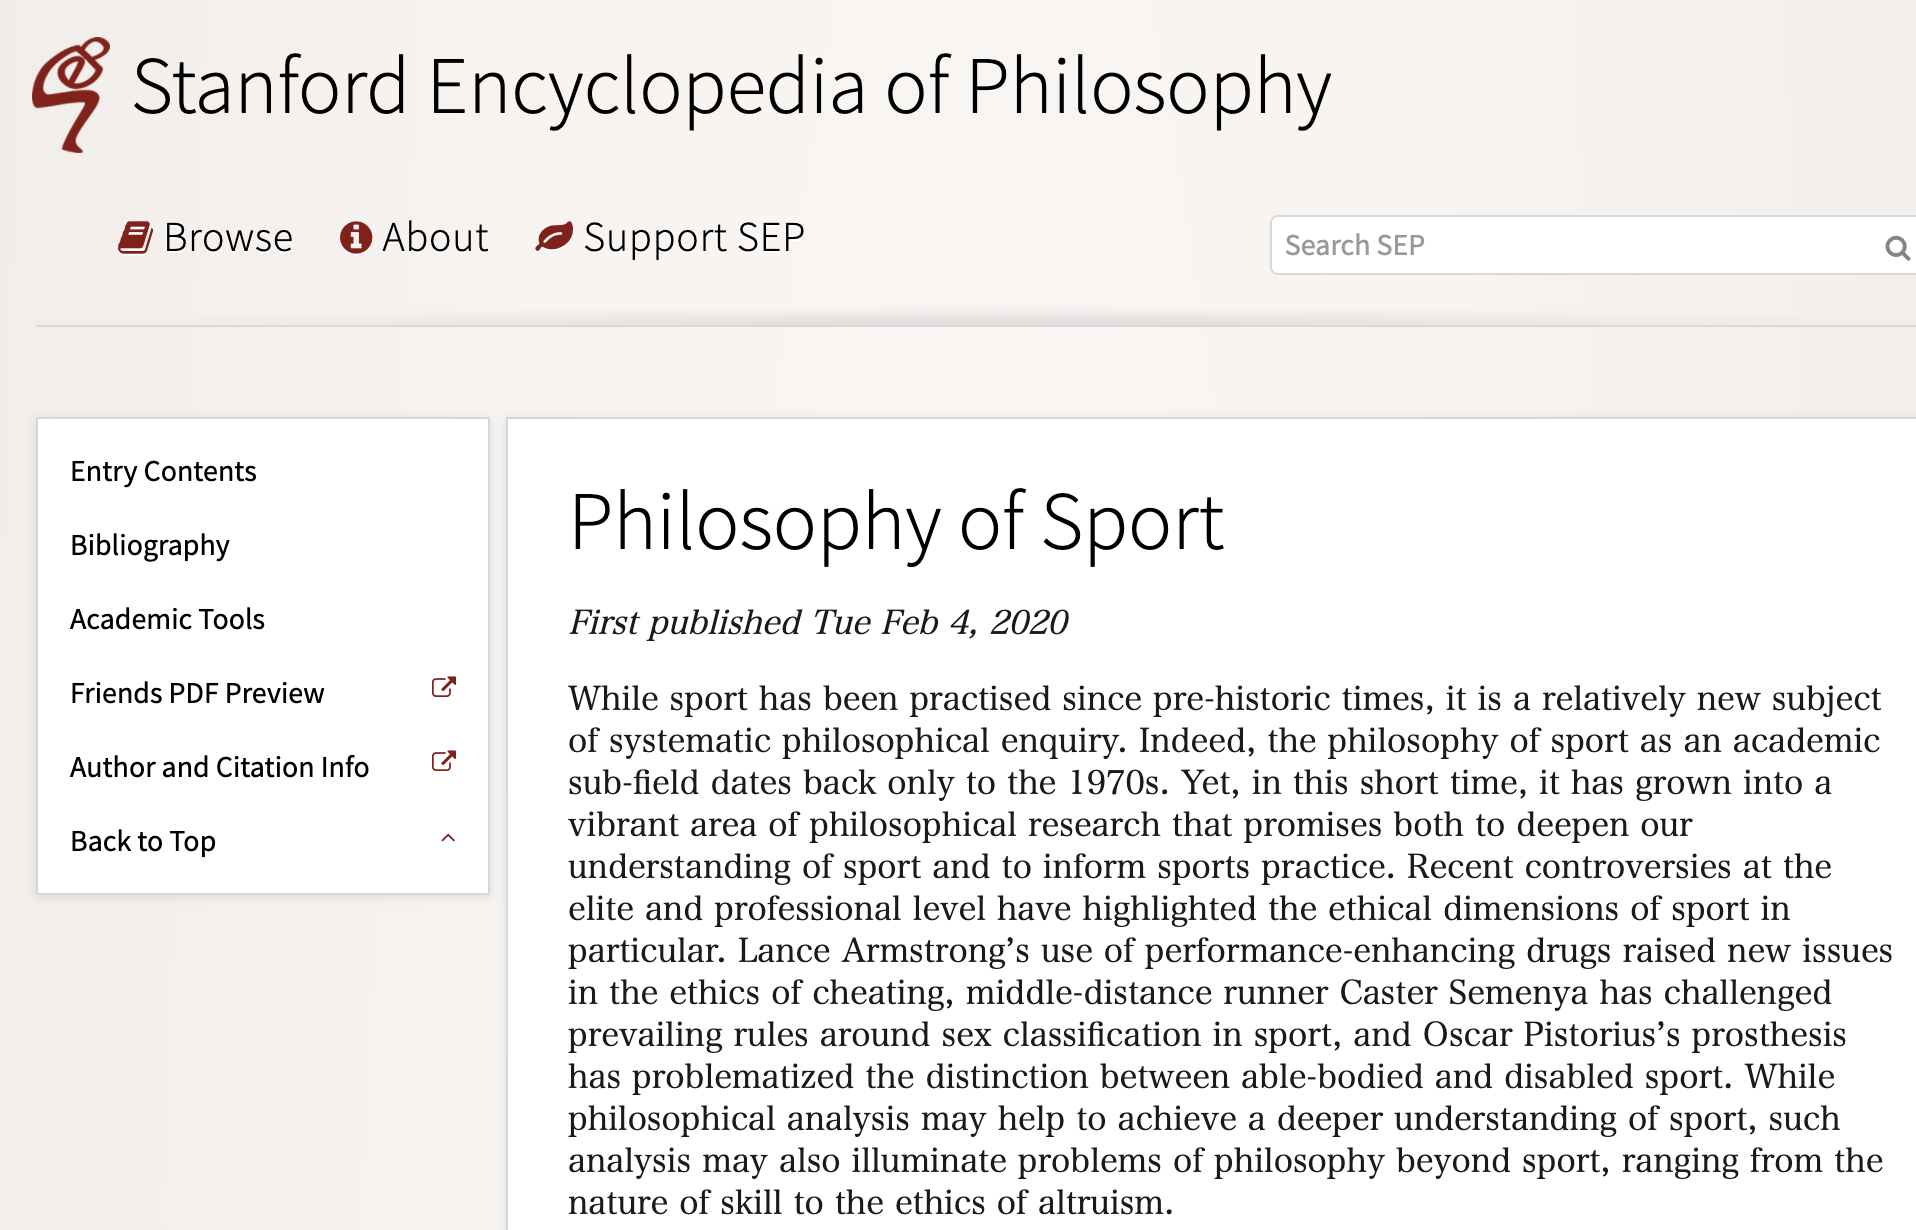 Stanford Encyclopedia of Philosophy
Browse About Support SEP Search SEP
Entry Contents
Bibliography
Academic Tools
Friends PDF Preview
Author and Citation Info
Back to Top
Philosophy of Sport
First published Tue Feb 4, 2020
While sport has been practised since pre-historic times, it is a relatively new subject
of systematic philosophical enquiry. Indeed, the philosophy of sport as an academic
sub-field dates back only to the 1970s. Yet, in this short time, it has grown into a
vibrant area of philosophical research that promises both to deepen our
understanding of sport and to inform sports practice. Recent controversies at the
elite and professional level have highlighted the ethical dimensions of sport in
particular. Lance Armstrong’s use of performance-enhancing drugs raised new issues
in the ethics of cheating, middle-distance runner Caster Semenya has challenged
prevailing rules around sex classification in sport, and Oscar Pistorius’s prosthesis
has problematized the distinction between able-bodied and disabled sport. While
philosophical analysis may help to achieve a deeper understanding of sport, such
analysis may also illuminate problems of philosophy beyond sport, ranging from the
nature of skill to the ethics of altruism.